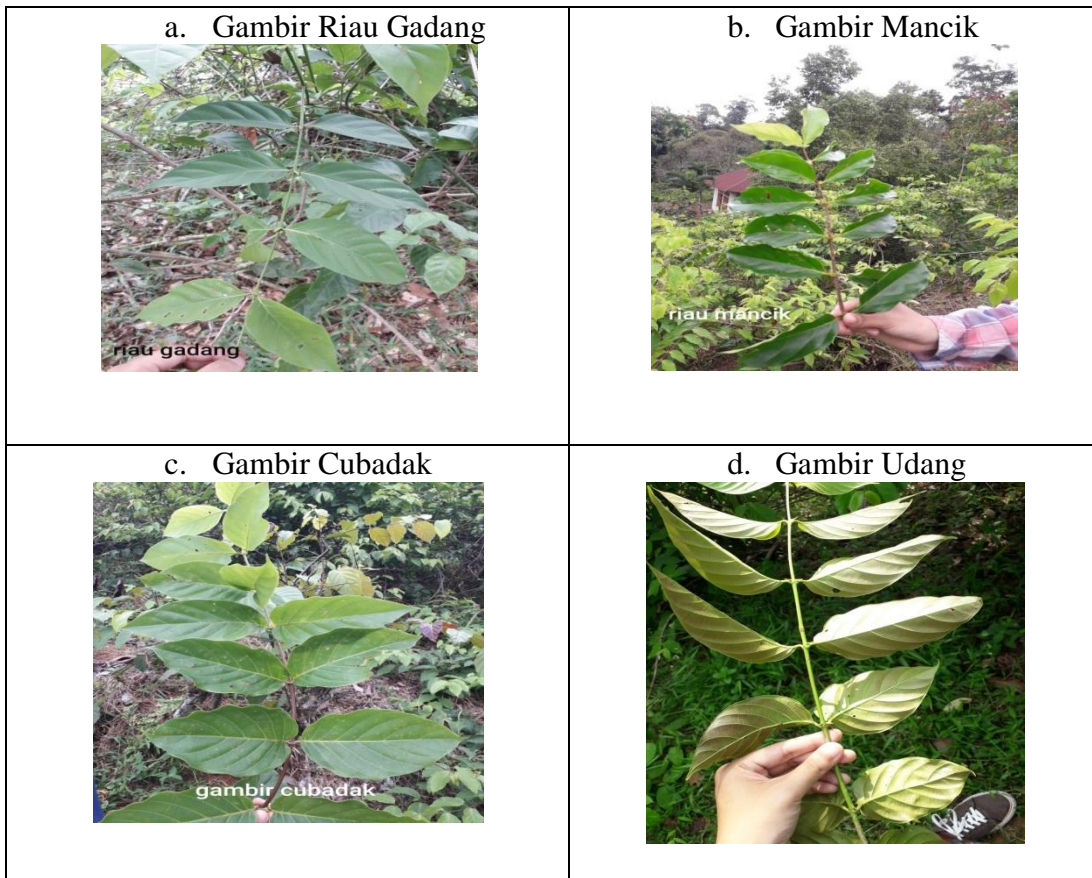 a. Gambir Riau Gadang
b. Gambir Mancik
riau gadang
riau mancik
c. Gambir Cubadak
d. Gambir Udang
gambir cubadak